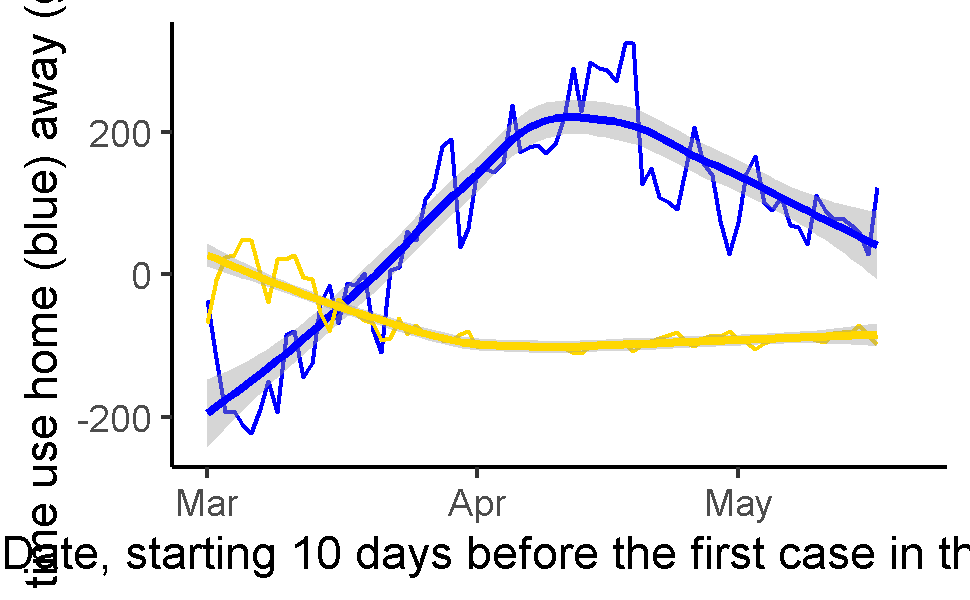 time use home (blue) away (
200
0
-200
Mar Apr May
Date, starting 10 days before the first case in th